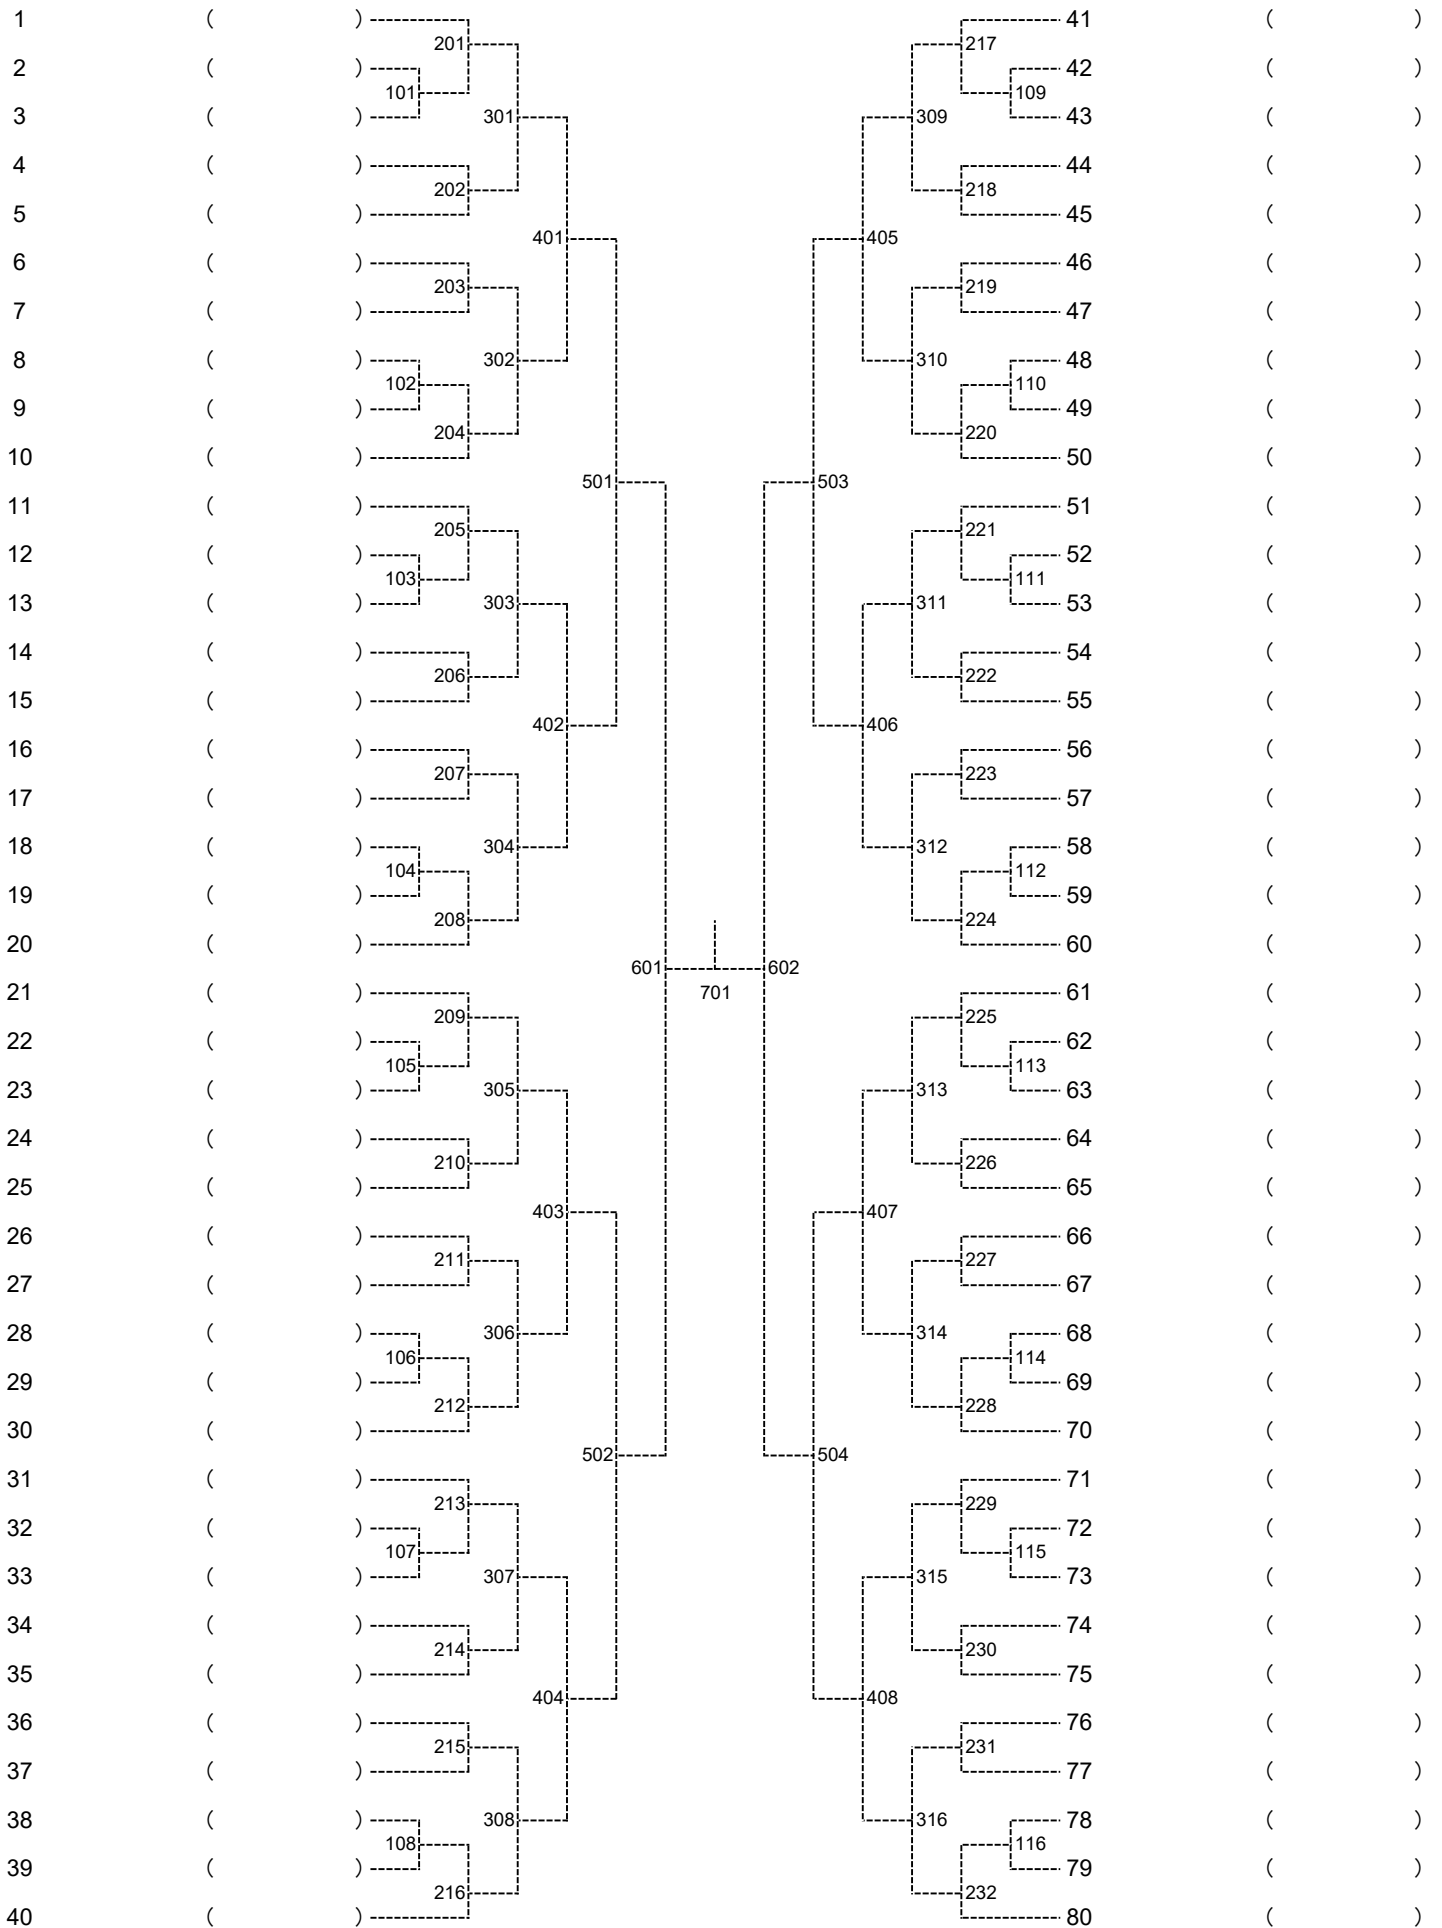 1 ( ) 41 ( )
201 217
2 ( ) 42 ( )
101 109
3 ( ) 301 309 43 ( )
4 ( ) 44 ( )
202 218
5 ( ) 45 ( )
401 405
6 ( ) 46 ( )
203 219
7 ( ) 47 ( )
8 ( ) 302 310 48 ( )
102 110
9 ( ) 49 ( )
204 220
10 ( ) 50 ( )
501 503
11 ( ) 51 ( )
205 221
12 ( ) 52 ( )
103 111
13 ( ) 303 311 53 ( )
14 ( ) 54 ( )
206 222
15 ( ) 55 ( )
402 406
16 ( ) 56 ( )
207 223
17 ( ) 57 ( )
18 ( ) 304 312 58 ( )
104 112
19 ( ) 59 ( )
208 224
20 ( ) 60 ( )
601 602
21 ( ) 701 61 ( )
209 225
22 ( ) 62 ( )
105 113
23 ( ) 305 313 63 ( )
24 ( ) 64 ( )
210 226
25 ( ) 65 ( )
403 407
26 ( ) 66 ( )
211 227
27 ( ) 67 ( )
28 ( ) 306 314 68 ( )
106 114
29 ( ) 69 ( )
212 228
30 ( ) 70 ( )
502 504
31 ( ) 71 ( )
213 229
32 ( ) 72 ( )
107 115
33 ( ) 307 315 73 ( )
34 ( ) 74 ( )
214 230
35 ( ) 75 ( )
404 408
36 ( ) 76 ( )
215 231
37 ( ) 77 ( )
38 ( ) 308 316 78 ( )
108 116
39 ( ) 79 ( )
216 232
40 ( ) 80 ( )